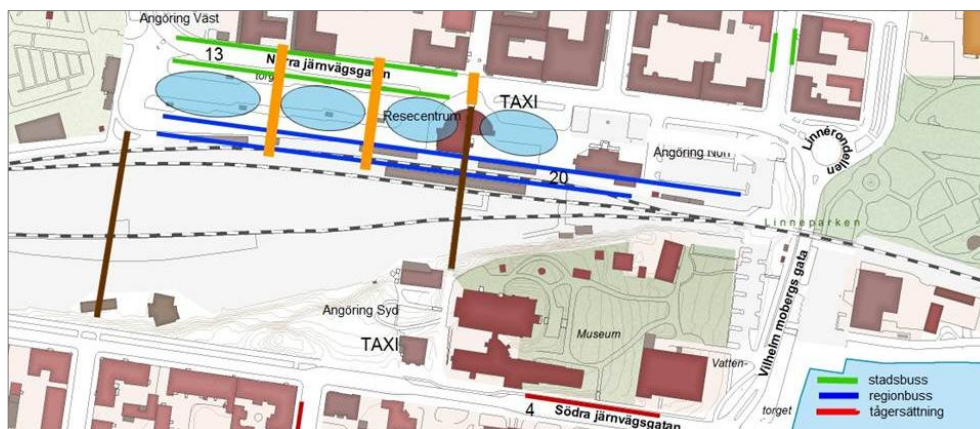 Angöring Väst
13
Norra järnvägsgatan
torget
TAXI
Resecentrum
Angöring Norr
Linnérondellen
20
Linneparken
Angöring Syd
TAXI
Museum
Vilhelm mobergs gata
Vatten-
torget
4
Södra järnvägsgatan
stadsbuss
regionbuss
tågersättning